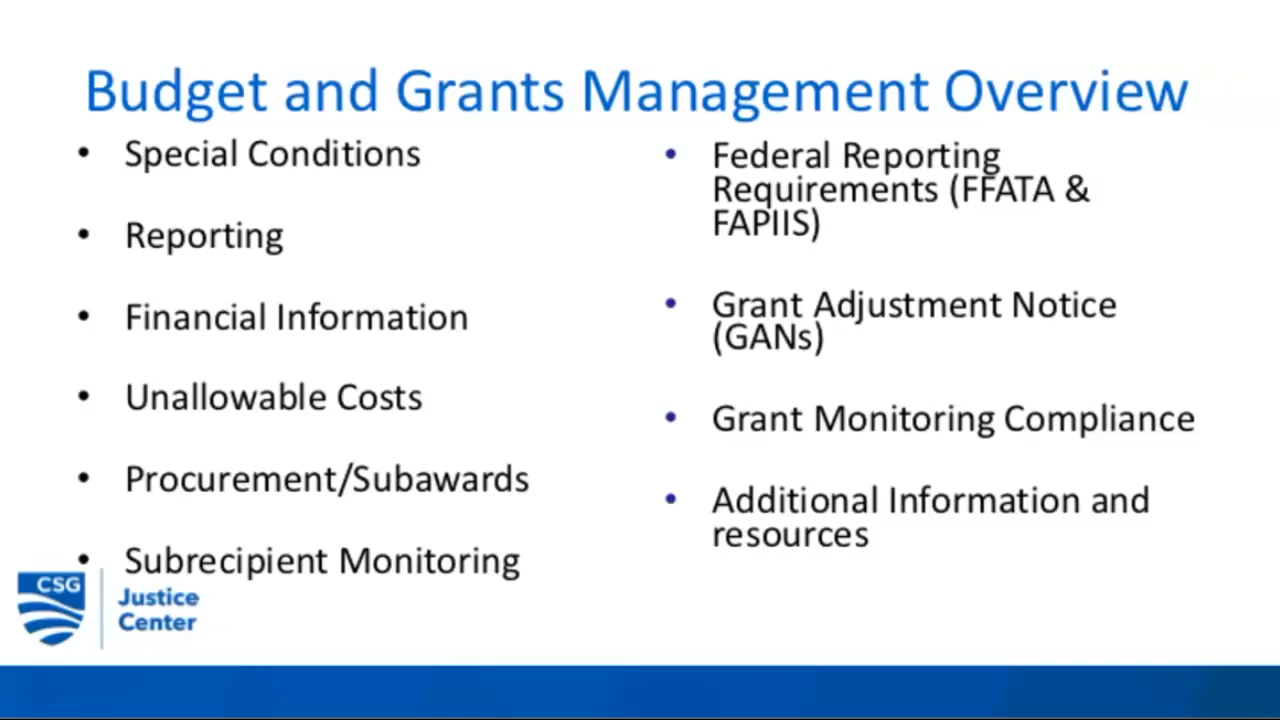 Budget and Grants Management Overview
• Special Conditions
• Reporting
• Financial Information
• Unallowable Costs
• Procurement/Subawards
• Subrecipient Monitoring
• Federal Reporting
Requirements (FFATA &
FAPIIS)
• Grant Adjustment Notice
(GANs)
• Grant Monitoring Compliance
• Additional Information and
resources
CSG
Justice
Center